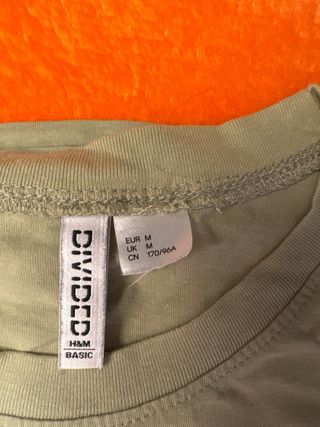 DIVIDED
H&M
BASIC
EUR M
UK M
CN 170/96A